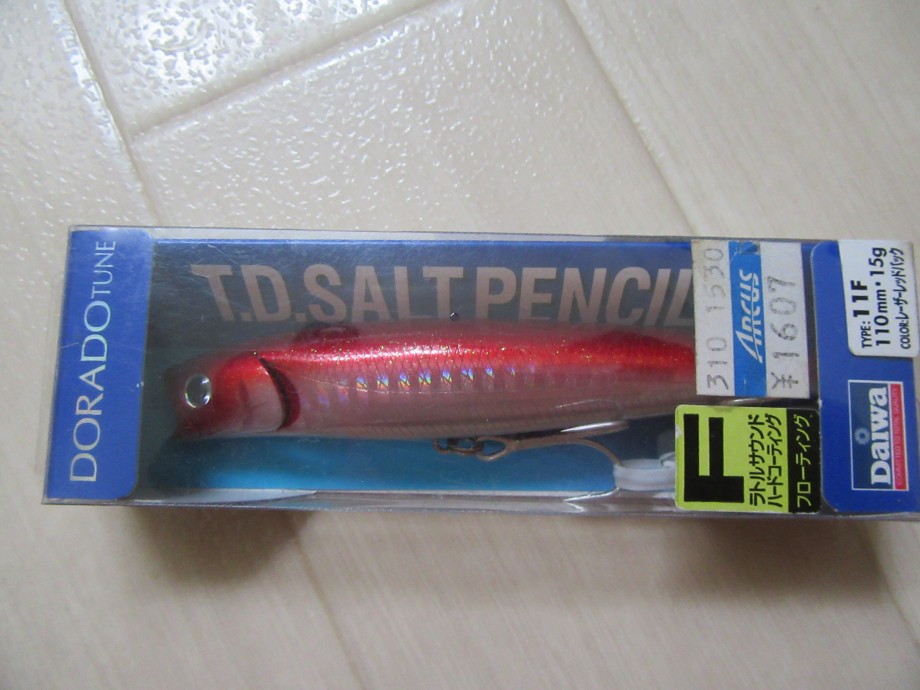 DORADO TUNE
T.D.SALT PENCIL
310 1530
ARCUS
¥1607
TYPE: 11F
110mm・15g
COLOR:レーザーレッドバック
F
ラトルサウンド
ハードコーティング
フローティング
Daiwa